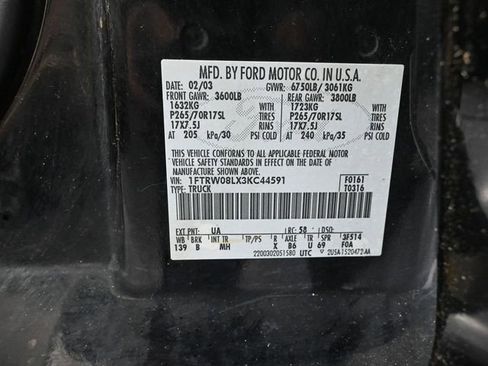 MFD. BY FORD MOTOR CO. IN U.S.A.
DATE: 02/03 GVWR: 6750LB/ 3061KG
FRONT GAWR: 3600LB REAR GAWR: 3800LB
1632KG WITH 1723KG WITH
P265/70R17SL TIRES P265/70R17SL TIRES
17X7.5J RIMS 17X7.5J RIMS
AT 205 kPa/30 PSI COLD AT 240 kPa/35 PSI COLD
THIS VEHICLE CONFORMS TO ALL APPLICABLE FEDERAL MOTOR
VEHICLE SAFETY STANDARDS IN EFFECT ON THE DATE OF
MANUFACTURE SHOWN ABOVE.
VIN: 1FTRW08LX3KC44591 F0161
TYPE: TRUCK T0316
EXT PNT: UA RC: 58 DSO:
WB BRK INT TR TP/PS R AXLE TR SPR 3F514
139 B MH X B6 U 69 F0A
2200302051580 UTC